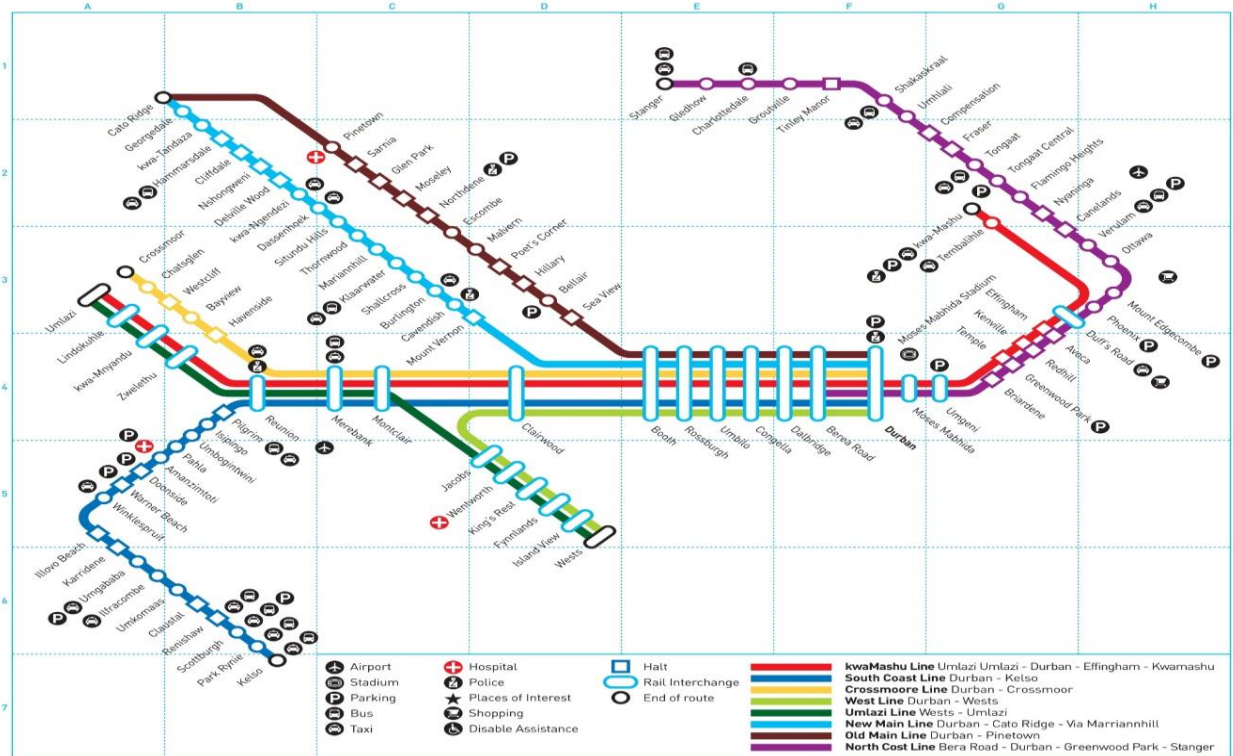 A B C D E F G H
1
2
3
4
5
6
7
Cato Ridge
Georgedale
kwa-Tandaza
Hammarsdale
Cliffdale
Nshongweni
Delville Wood
kwa-Ngendezi
Dassenhoek
Situndu Hills
Thornwood
Mariannhill
Klaarwater
Shallcross
Burlington
Cavendish
Mount Vernon
Pinetown
Sarnia
Glen Park
Moseley
Northdene
Escombe
Malvern
Poet's Corner
Hillary
Bellair
Sea View
Stanger
Gledhow
Charlottedale
Groutville
Tinley Manor
Shakaskraal
Umhlali
Compensation
Fraser
Tongaat
Tongaat Central
Flamingo Heights
Nyaninga
Canelands
Verulam
Ottawa
Mount Edgecombe
Phoenix
Duff's Road
Avoca
Redhill
Greenwood Park
Briardene
kwa-Mashu
Tembalihle
Effingham
Kenville
Temple
Moses Mabhida Stadium
Crossmoor
Chatsglen
Westcliff
Bayview
Havenside
Umlazi
Lindokuhle
kwa-Mnyandu
Zwelethu
Reunion
Merebank
Montclair
Clairwood
Booth
Rossburgh
Umbilo
Congella
Dalbridge
Berea Road
Durban
Moses Mabhida
Umgeni
Jacobs
Wentworth
King's Rest
Fynnlands
Island View
Wests
Pilgrim
Isipingo
Umbogintwini
Pahla
Amanzimtoti
Doonside
Warner Beach
Winklespruit
Illovo Beach
Karridene
Umgababa
Ilfracombe
Umkomaas
Claustal
Renishaw
Scottburgh
Park Rynie
Kelso
Airport
Stadium
Parking
Bus
Taxi
Hospital
Police
Places of Interest
Shopping
Disable Assistance
Halt
Rail Interchange
End of route
kwaMashu Line Umlazi Umlazi - Durban - Effingham - Kwamashu
South Coast Line Durban - Kelso
Crossmoore Line Durban - Crossmoor
West Line Durban - Wests
Umlazi Line Wests - Umlazi
New Main Line Durban - Cato Ridge - Via Marriannhill
Old Main Line Durban - Pinetown
North Cost Line Bera Road - Durban - Greenwood Park - Stanger